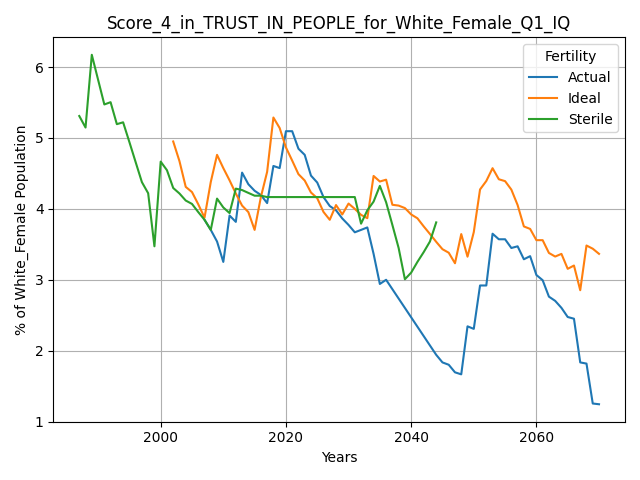 Score_4_in_TRUST_IN_PEOPLE_for_White_Female_Q1_IQ
Fertility
Actual
Ideal
Sterile
% of White_Female Population
6
5
4
3
2
1
2000 2020 2040 2060
Years